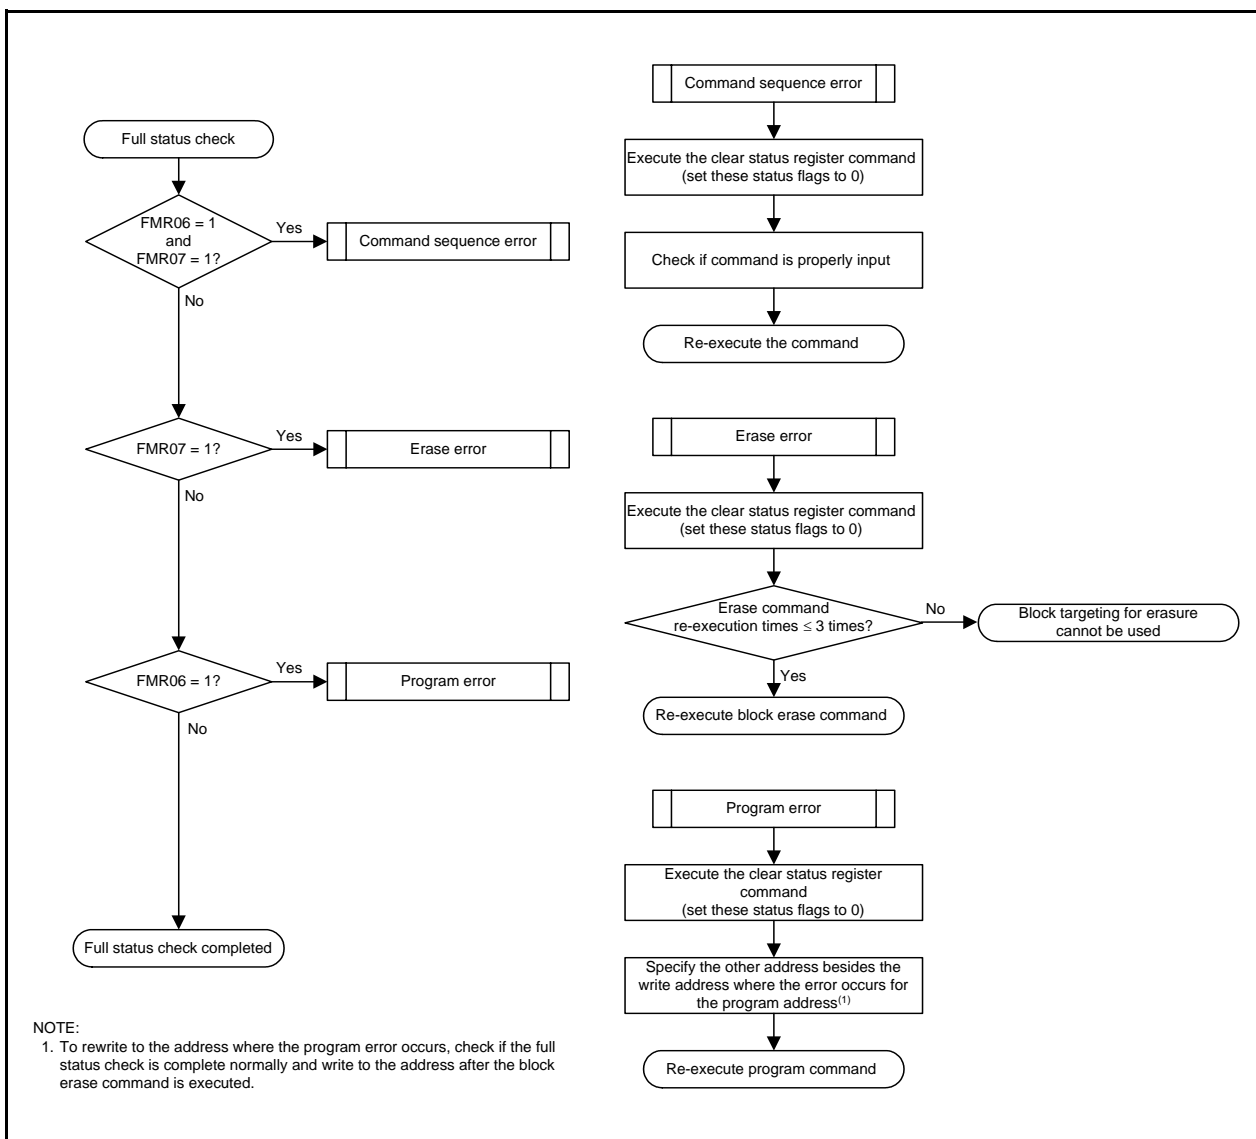 Full status check
FMR06 = 1
and
FMR07 = 1?
Yes
Command sequence error
No
FMR07 = 1?
Yes
Erase error
No
FMR06 = 1?
Yes
Program error
No
Full status check completed
Command sequence error
Execute the clear status register command
(set these status flags to 0)
Check if command is properly input
Re-execute the command
Erase error
Execute the clear status register command
(set these status flags to 0)
Erase command
re-execution times ≤ 3 times?
No
Block targeting for erasure
cannot be used
Yes
Re-execute block erase command
Program error
Execute the clear status register
command
(set these status flags to 0)
Specify the other address besides the
write address where the error occurs for
the program address(1)
Re-execute program command
NOTE:
1. To rewrite to the address where the program error occurs, check if the full
status check is complete normally and write to the address after the block
erase command is executed.